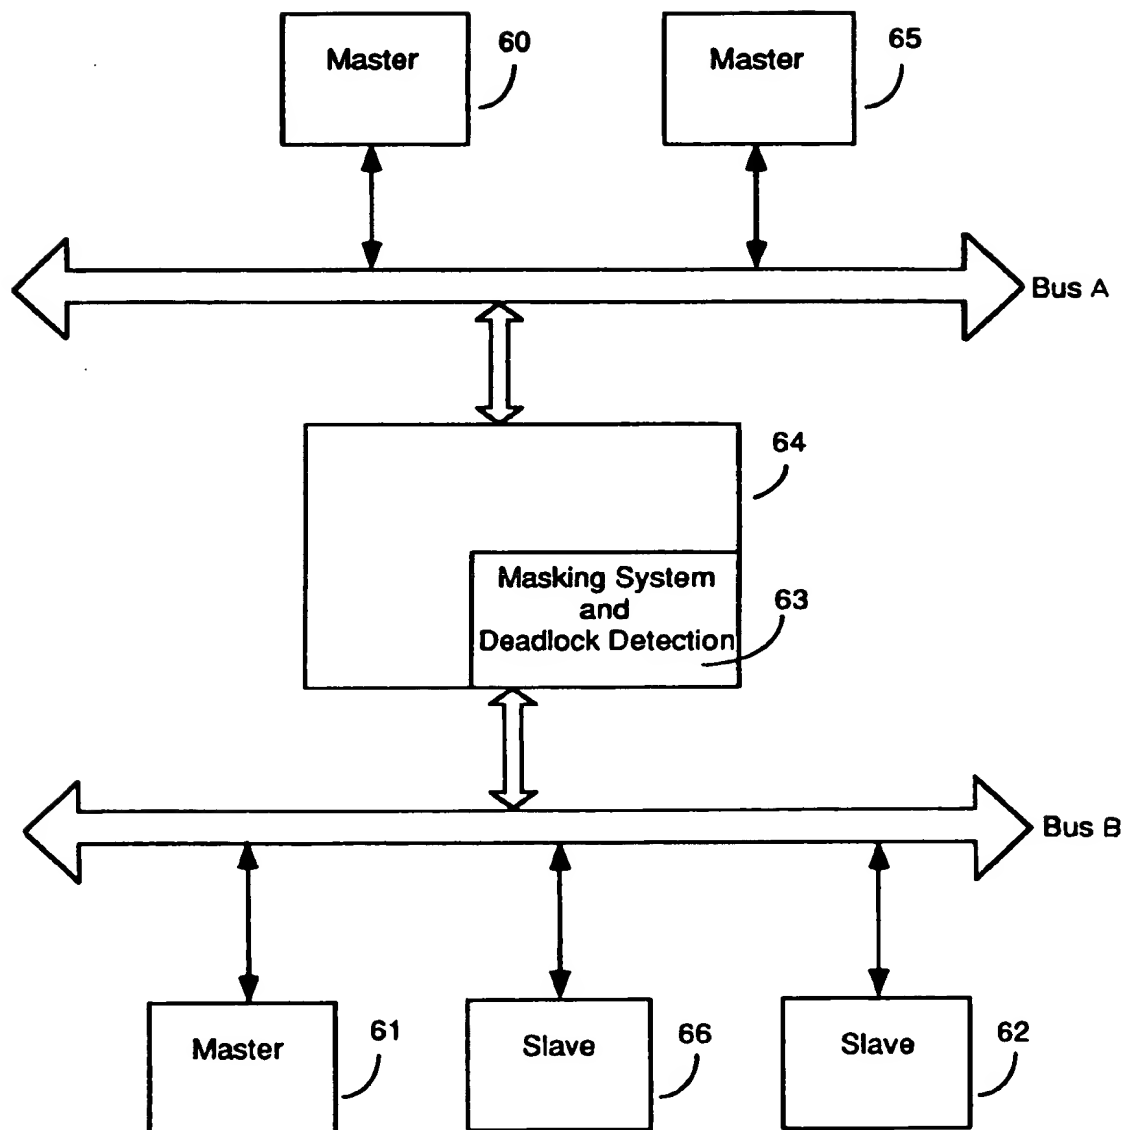 Master
60
Master
65
Bus A
64
Masking System
and
Deadlock Detection
63
Bus B
Master
61
Slave
66
Slave
62